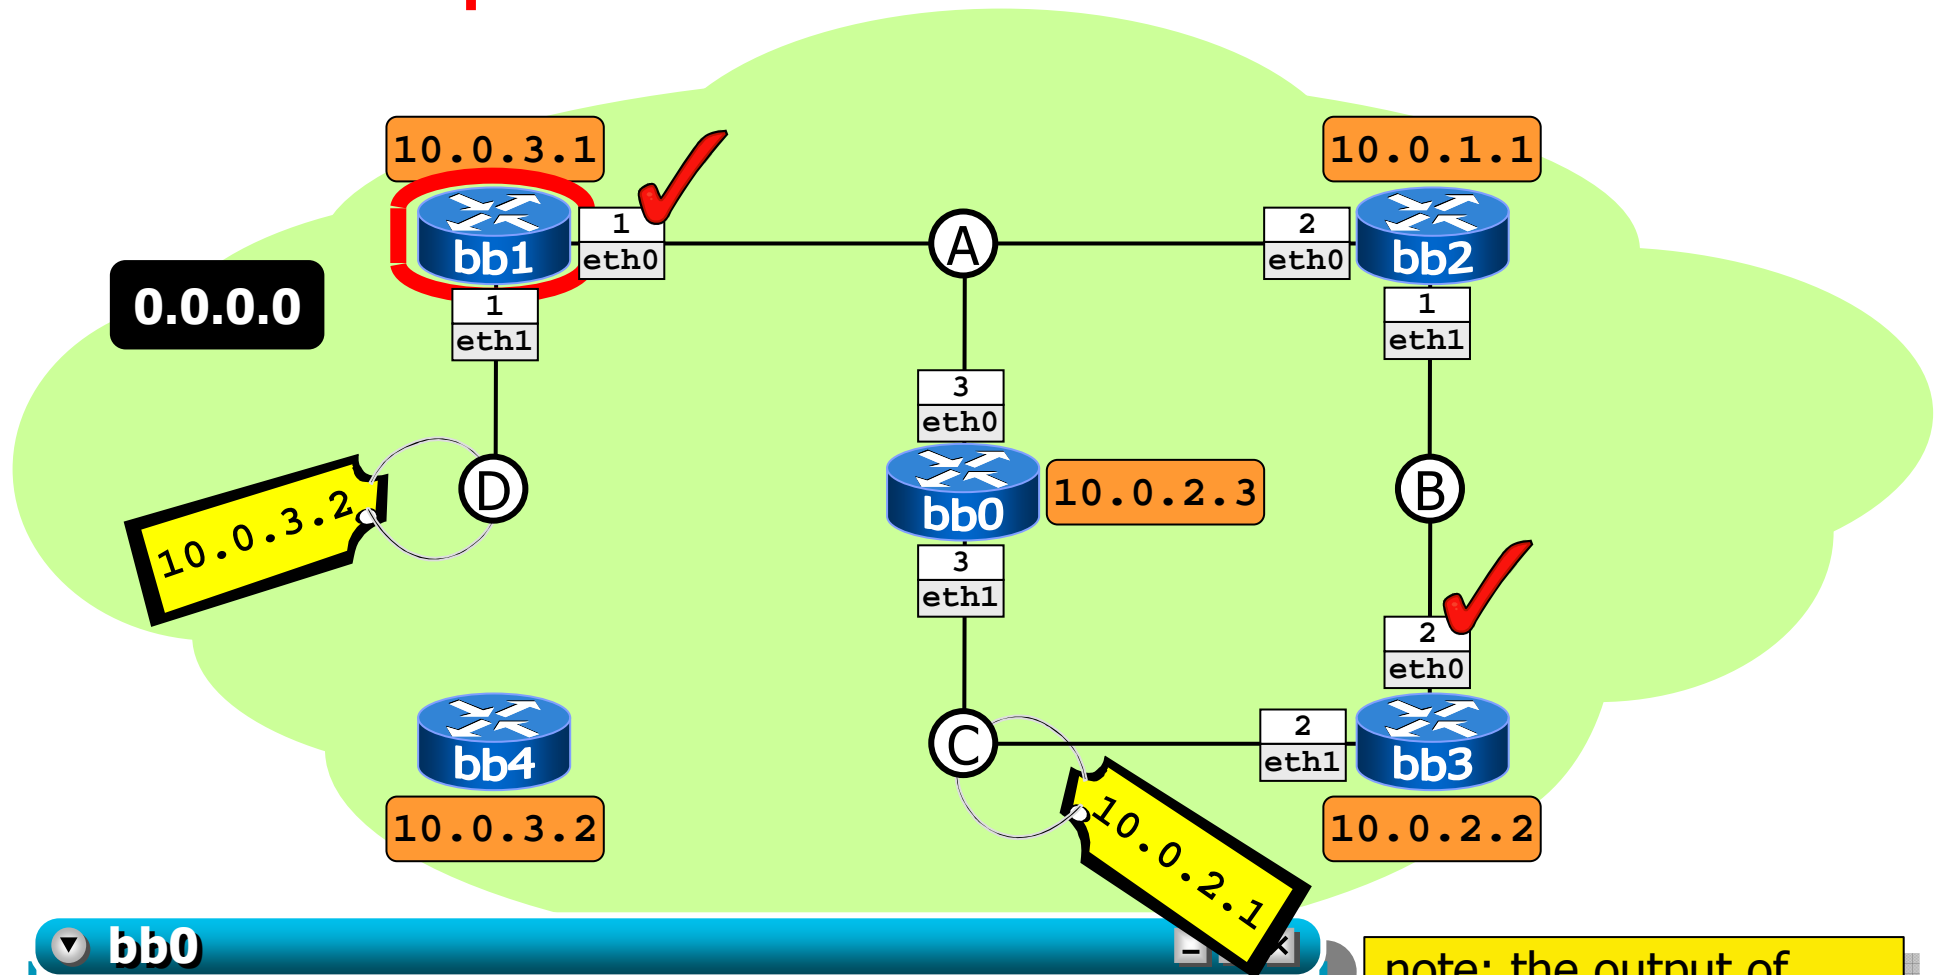 10.0.3.1
10.0.1.1
1
eth0
bb1
A
2
eth0
bb2
0.0.0.0
1
eth1
1
eth1
3
eth0
10.0.3.2
D
bb0
10.0.2.3
B
3
eth1
2
eth0
bb4
C
2
eth1
bb3
10.0.3.2
10.0.2.1
10.0.2.2
bb0
note: the output of